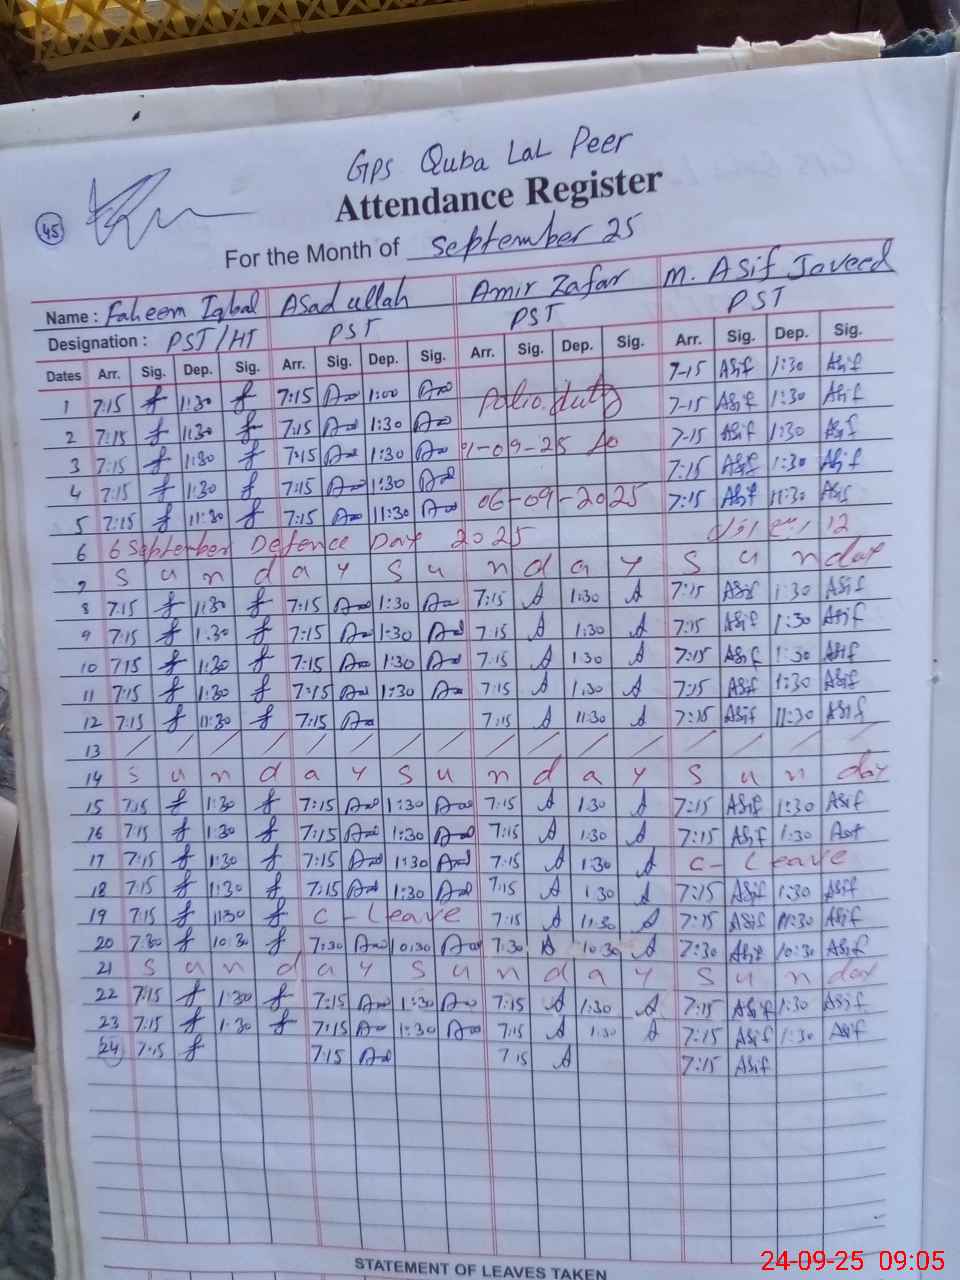 GPS Quba Lal Peer
Attendance Register
45
For the Month of September 25
Name : Faheem Iqbal Asad ullah Amir Zafar M. Asif Javeed
Designation : PST/HT PST PST PST
Dates Arr. Sig. Dep. Sig. Arr. Sig. Dep. Sig. Arr. Sig. Dep. Sig. Arr. Sig. Dep. Sig.
7-15 Asif 1:30 Asif
1 7:15 1:30 7:15 1:00 Polio duty 7-15 Asif 1:30 Asif
2 7:15 1:30 7:15 1:30 7-15 Asif 1:30 Asif
3 7:15 1:30 7:15 1:30 1-09-25 To 7:15 Asif 1:30 Asif
4 7:15 1:30 7:15 1:30 06-09-2025 7:15 Asif 11:30 Asif
5 7:15 11:30 7:15 11:30 12 ربیع الاول
6 6 September Defence Day 2025
7 S u n d a y S u n d a y S u n day
8 7:15 1:30 7:15 1:30 7:15 A 1:30 A 7:15 Asif 1:30 Asif
9 7:15 1:30 7:15 1:30 7:15 A 1:30 A 7:15 Asif 1:30 Asif
10 7:15 1:30 7:15 1:30 7:15 A 1:30 A 7:15 Asif 1:30 Asif
11 7:15 1:30 7:15 1:30 7:15 A 1:30 A 7:15 Asif 1:30 Asif
12 7:15 11:30 7:15 7:15 A 11:30 A 7:15 Asif 11:30 Asif
13 / / / / / / / / / / / / / / /
14 S u n d a y S u n d a y S u n day
15 7:15 1:30 7:15 1:30 7:15 A 1:30 A 7:15 Asif 1:30 Asif
16 7:15 1:30 7:15 1:30 7:15 A 1:30 A 7:15 Asif 1:30
17 7:15 1:30 7:15 1:30 7:15 A 1:30 A C- Leave
18 7:15 1:30 7:15 1:30 7:15 A 1:30 A 7:15 Asif 1:30 Asif
19 7:15 11:30 C-Leave 7:15 A 11:30 A 7:15 Asif 11:30 Asif
20 7:30 10:30 7:30 10:30 7:30 A 10:30 A 7:30 Asif 10:30 Asif
21 S u n d a y S u n d a y S u n day
22 7:15 1:30 7:15 1:30 7:15 A 1:30 A 7:15 Asif 1:30 Asif
23 7:15 1:30 7:15 1:30 7:15 A 1:30 A 7:15 Asif 1:30 Asif
24 7:15 7:15 7:15 A 7:15 Asif
STATEMENT OF LEAVES TAKEN
24-09-25 09:05